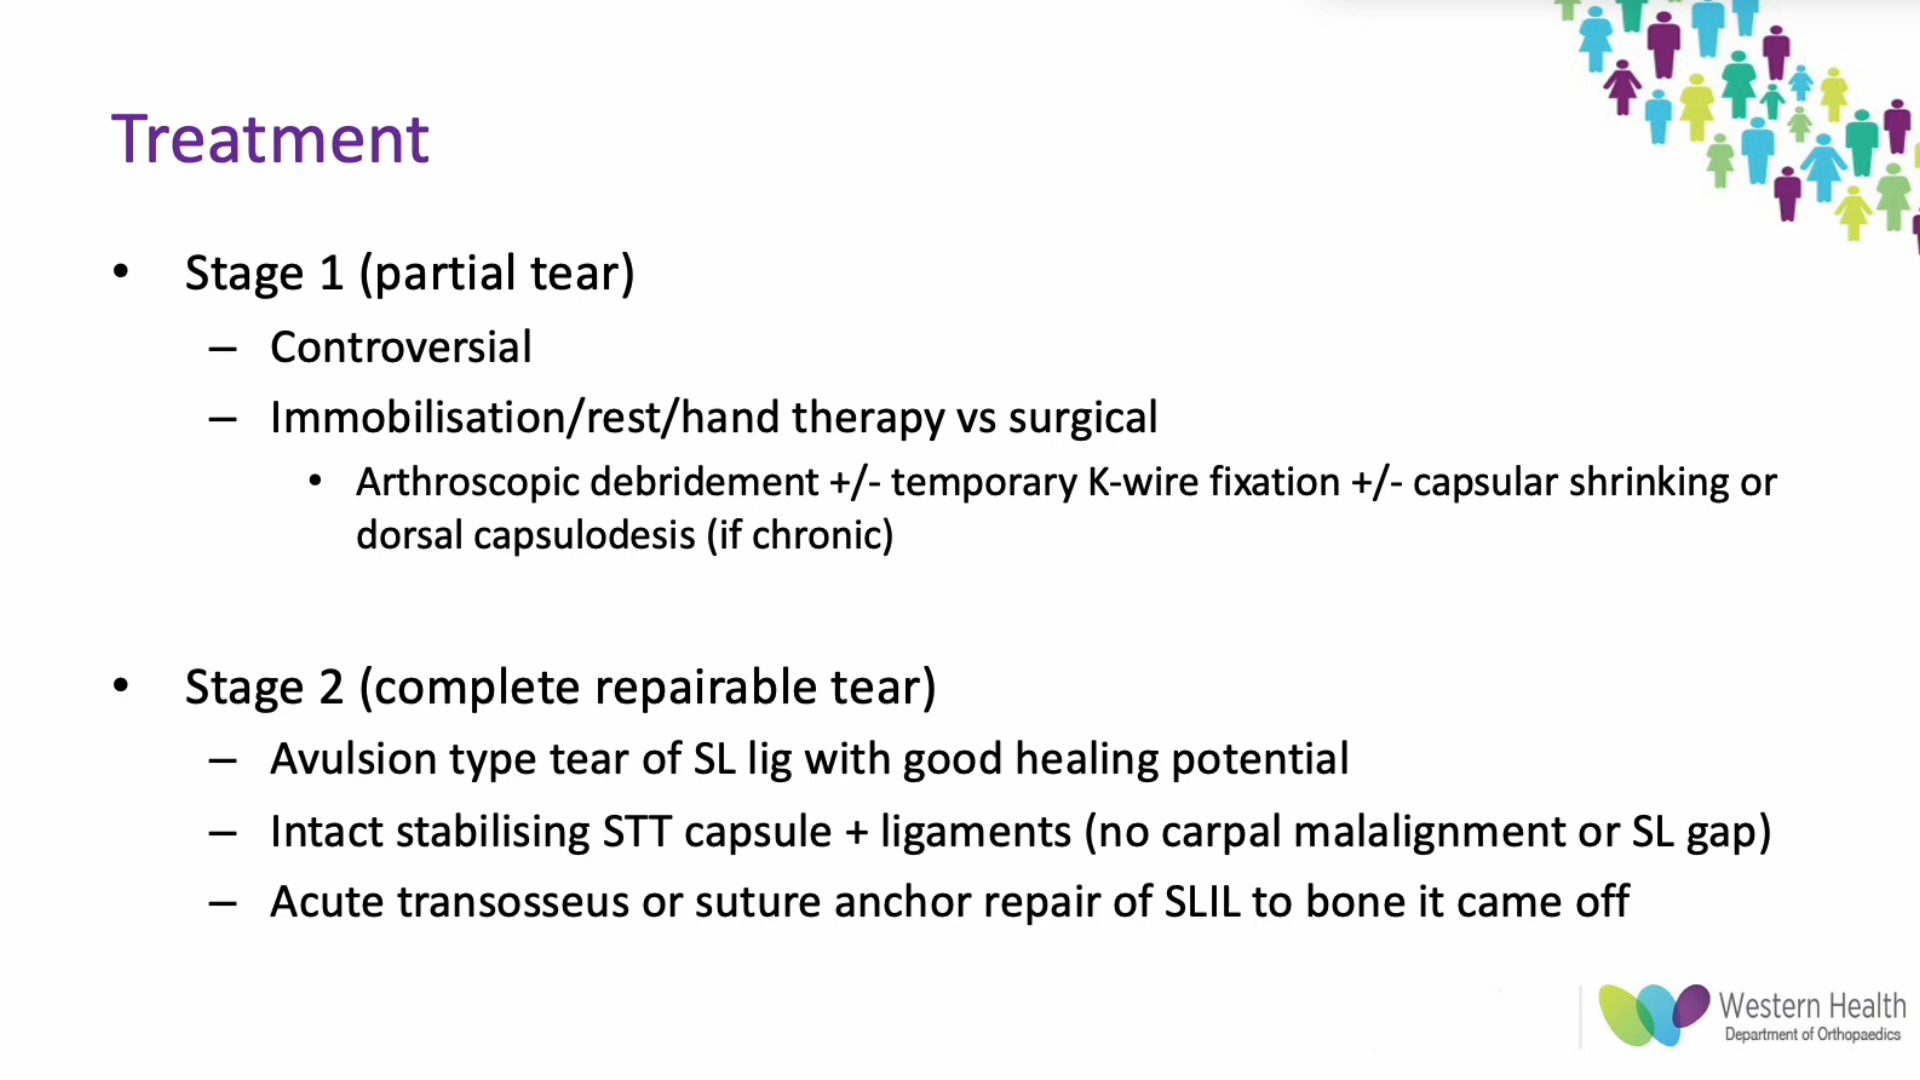 Treatment
• Stage 1 (partial tear)
– Controversial
– Immobilisation/rest/hand therapy vs surgical
• Arthroscopic debridement +/- temporary K-wire fixation +/- capsular shrinking or
dorsal capsulodesis (if chronic)
• Stage 2 (complete repairable tear)
– Avulsion type tear of SL lig with good healing potential
– Intact stabilising STT capsule + ligaments (no carpal malalignment or SL gap)
– Acute transosseus or suture anchor repair of SLIL to bone it came off
Western Health
Department of Orthopaedics